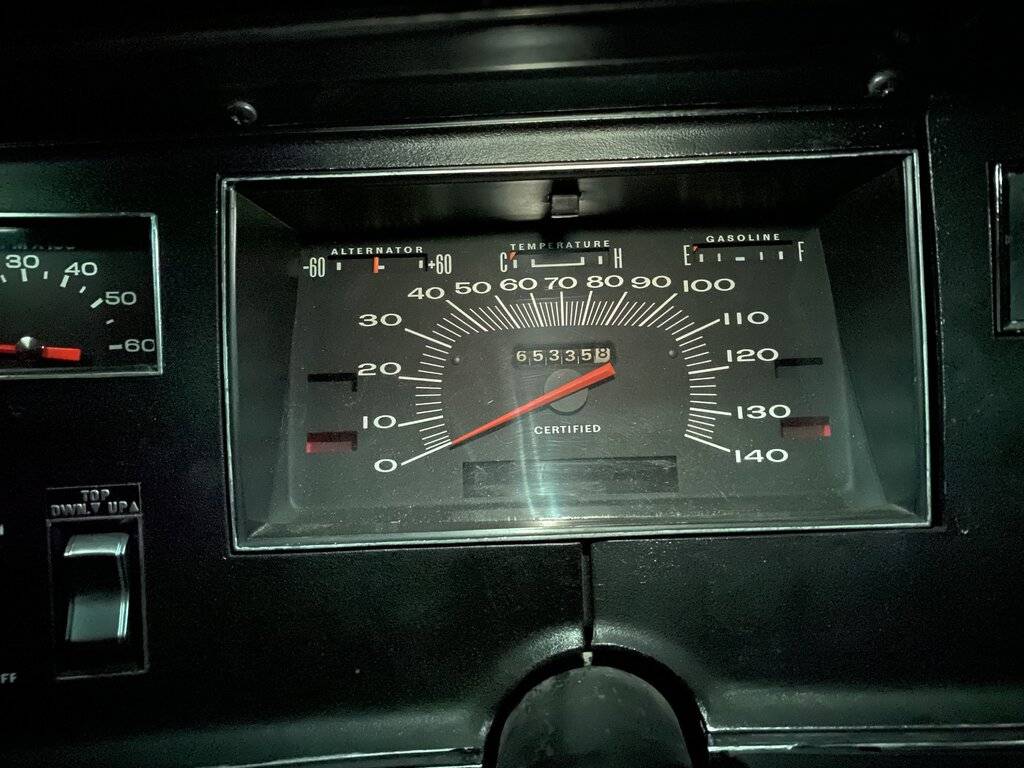 ALTERNATOR
-60 +60
TEMPERATURE
C H
GASOLINE
E F
30 40 50 60
0 10 20 30 40 50 60 70 80 90 100 110 120 130 140
653358
CERTIFIED
TOP
DWN.▼ UP▲
FF